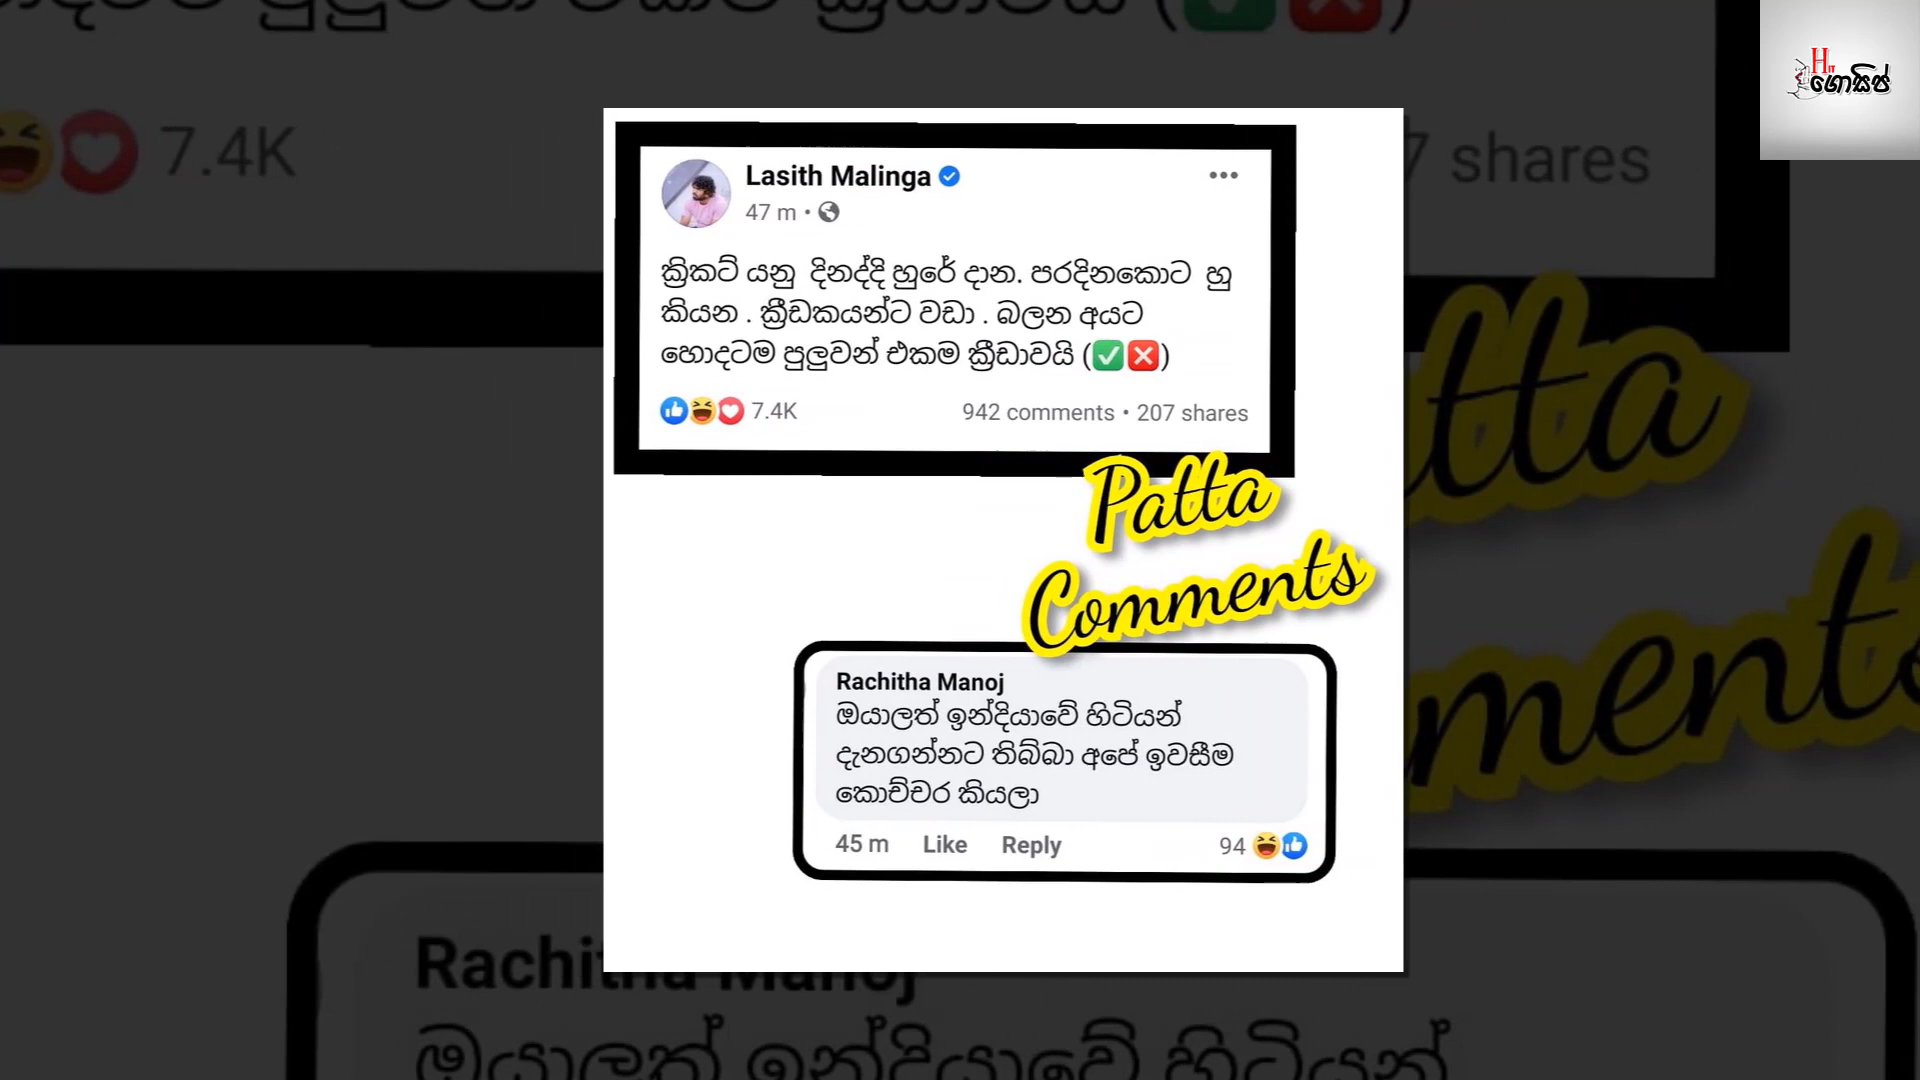 Hit
ගොසිප්
7.4K
7 shares
Lasith Malinga
47 m •
ක්‍රිකට් යනු දිනද්දි හුරේ දාන. පරදිනකොට හු
කියන . ක්‍රීඩකයන්ට වඩා . බලන අයට
හොදටම පුලුවන් එකම ක්‍රීඩාවයි (✅❌)
7.4K 942 comments • 207 shares
Patta
Comments
Rachitha Manoj
ඔයාලත් ඉන්දියාවේ හිටියන්
දැනගන්නට තිබ්බා අපේ ඉවසීම
කොච්චර කියලා
45 m Like Reply 94
Rachitha Manoj
ඔයාලත් ඉන්දියාවේ හිටියන්